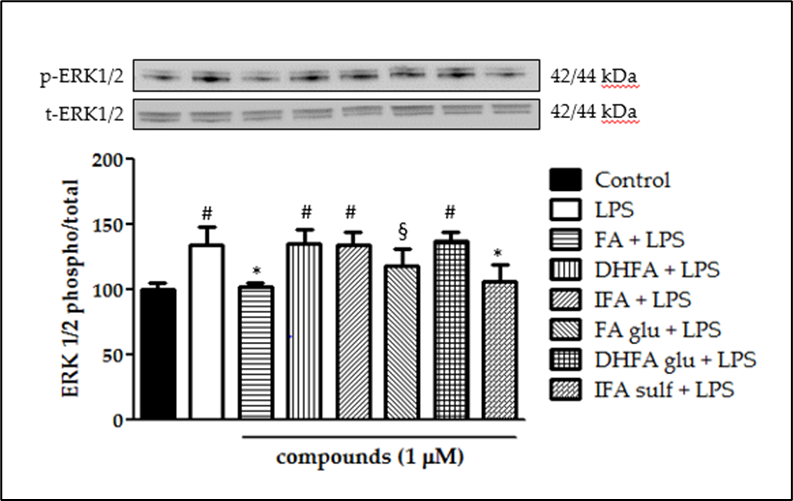 p-ERK1/2 42/44 kDa
t-ERK1/2 42/44 kDa
ERK 1/2 phospho/total
200
150
100
50
0
#
*
#
#
§
#
*
compounds (1 µM)
Control
LPS
FA + LPS
DHFA + LPS
IFA + LPS
FA glu + LPS
DHFA glu + LPS
IFA sulf + LPS